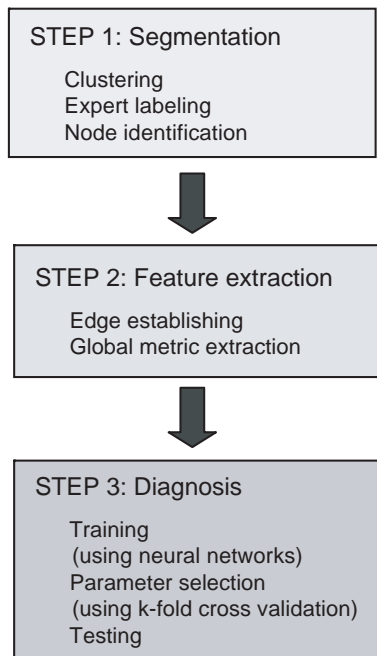 STEP 1: Segmentation
Clustering
Expert labeling
Node identification
STEP 2: Feature extraction
Edge establishing
Global metric extraction
STEP 3: Diagnosis
Training
(using neural networks)
Parameter selection
(using k-fold cross validation)
Testing